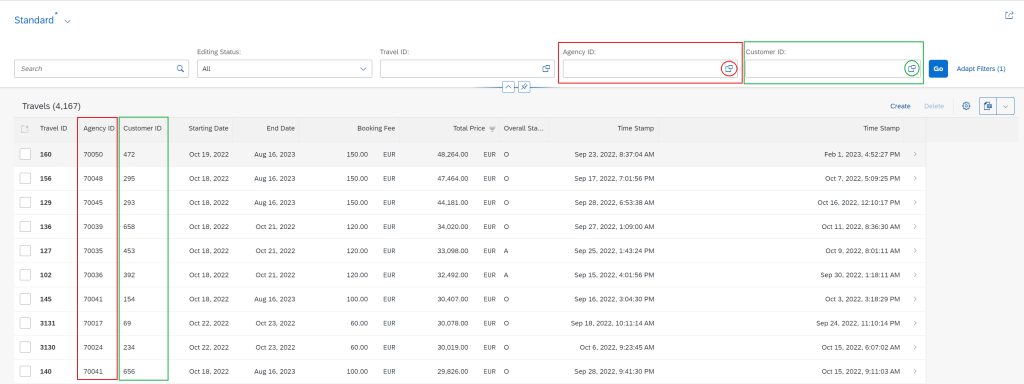 Standard*
Editing Status: Travel ID: Agency ID: Customer ID:
Search All Go Adapt Filters (1)
Travels (4,167) Create Delete
Travel ID Agency ID Customer ID Starting Date End Date Booking Fee Total Price Overall Sta... Time Stamp Time Stamp
160 70050 472 Oct 19, 2022 Aug 16, 2023 150.00 EUR 48,264.00 EUR O Sep 23, 2022, 8:37:04 AM Feb 1, 2023, 4:52:27 PM
156 70048 295 Oct 18, 2022 Aug 16, 2023 150.00 EUR 47,464.00 EUR O Sep 17, 2022, 7:01:56 PM Oct 7, 2022, 5:09:25 PM
129 70045 293 Oct 18, 2022 Aug 16, 2023 150.00 EUR 44,181.00 EUR O Sep 28, 2022, 6:53:38 AM Oct 16, 2022, 12:10:17 PM
136 70039 658 Oct 18, 2022 Oct 21, 2022 120.00 EUR 34,020.00 EUR O Sep 27, 2022, 1:09:00 AM Oct 11, 2022, 8:36:30 AM
127 70035 453 Oct 18, 2022 Oct 21, 2022 120.00 EUR 33,098.00 EUR A Sep 25, 2022, 1:43:24 PM Oct 9, 2022, 8:01:11 AM
102 70036 392 Oct 18, 2022 Oct 21, 2022 120.00 EUR 32,492.00 EUR A Sep 15, 2022, 4:01:56 PM Sep 30, 2022, 1:18:11 AM
145 70041 154 Oct 18, 2022 Aug 16, 2023 100.00 EUR 30,407.00 EUR O Sep 16, 2022, 3:04:30 PM Oct 3, 2022, 3:18:29 PM
3131 70017 69 Oct 22, 2022 Oct 23, 2022 60.00 EUR 30,078.00 EUR O Sep 18, 2022, 10:11:14 AM Sep 24, 2022, 11:10:14 PM
3130 70024 234 Oct 22, 2022 Oct 22, 2022 60.00 EUR 30,019.00 EUR O Oct 6, 2022, 9:23:45 AM Oct 15, 2022, 6:07:02 AM
140 70041 656 Oct 18, 2022 Aug 16, 2023 100.00 EUR 29,826.00 EUR O Sep 28, 2022, 9:41:30 PM Oct 15, 2022, 9:11:03 AM